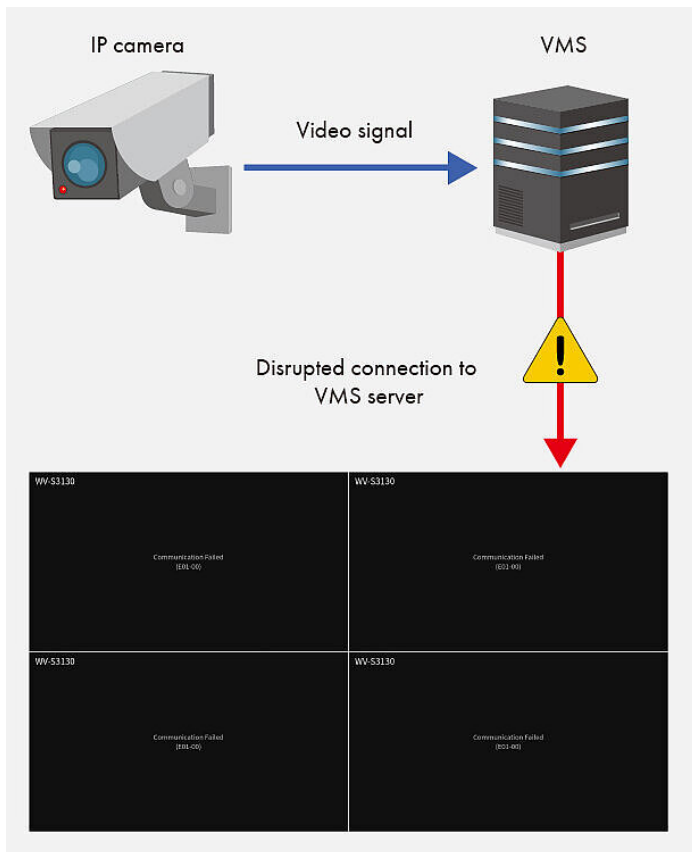 IP camera
VMS
Video signal
Disrupted connection to
VMS server
WV-S3130
WV-S3130
Communication Failed
(E01-00)
Communication Failed
(E01-00)
WV-S3130
WV-S3130
Communication Failed
(E01-00)
Communication Failed
(E01-00)